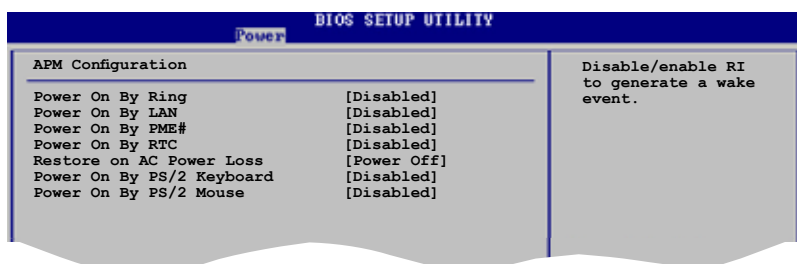 BIOS SETUP UTILITY
Power
APM Configuration
Power On By Ring [Disabled]
Power On By LAN [Disabled]
Power On By PME# [Disabled]
Power On By RTC [Disabled]
Restore on AC Power Loss [Power Off]
Power On By PS/2 Keyboard [Disabled]
Power On By PS/2 Mouse [Disabled]
Disable/enable RI
to generate a wake
event.